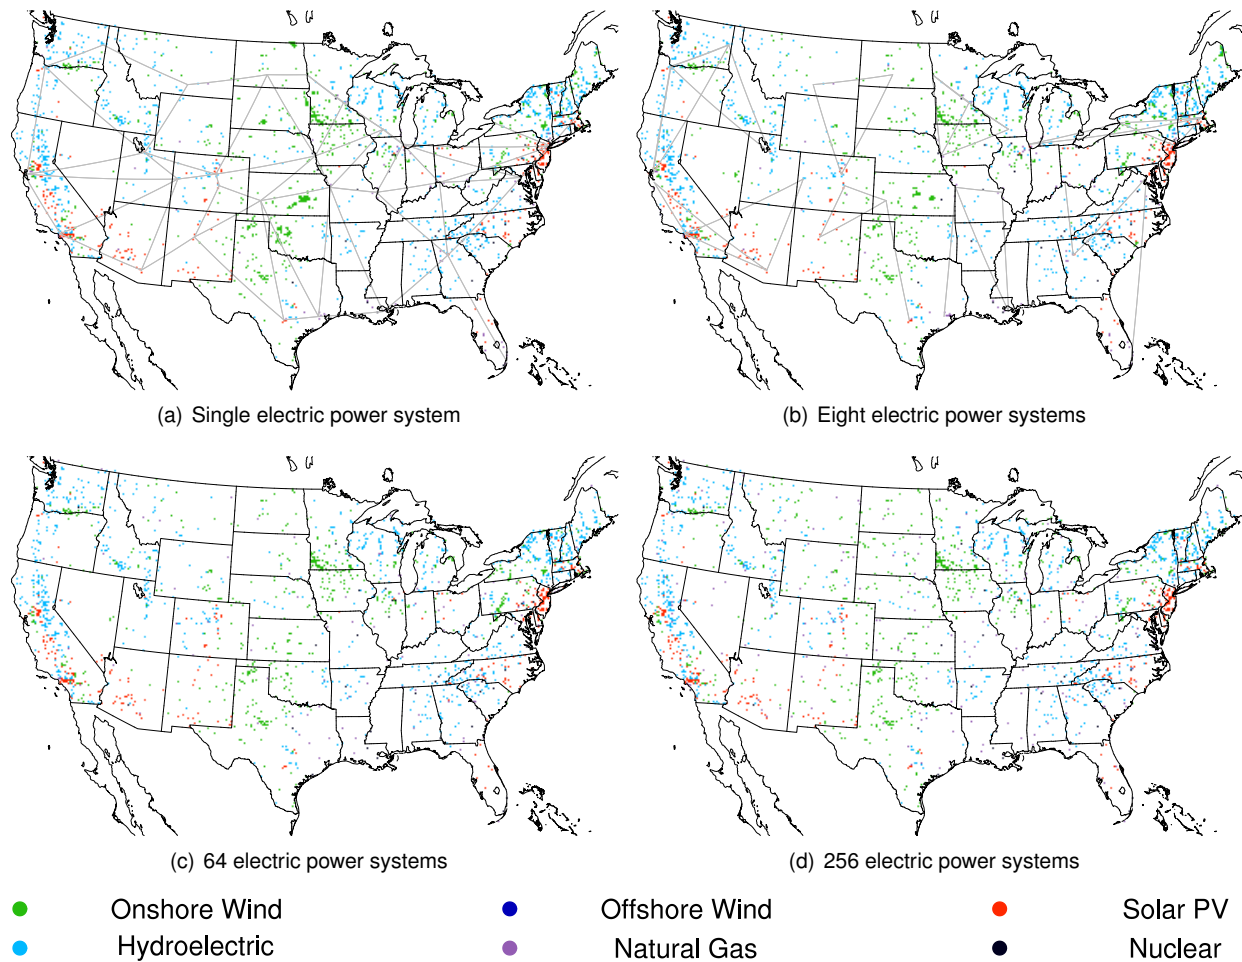 (a) Single electric power system
(b) Eight electric power systems
(c) 64 electric power systems
(d) 256 electric power systems
Onshore Wind
Offshore Wind
Solar PV
Hydroelectric
Natural Gas
Nuclear